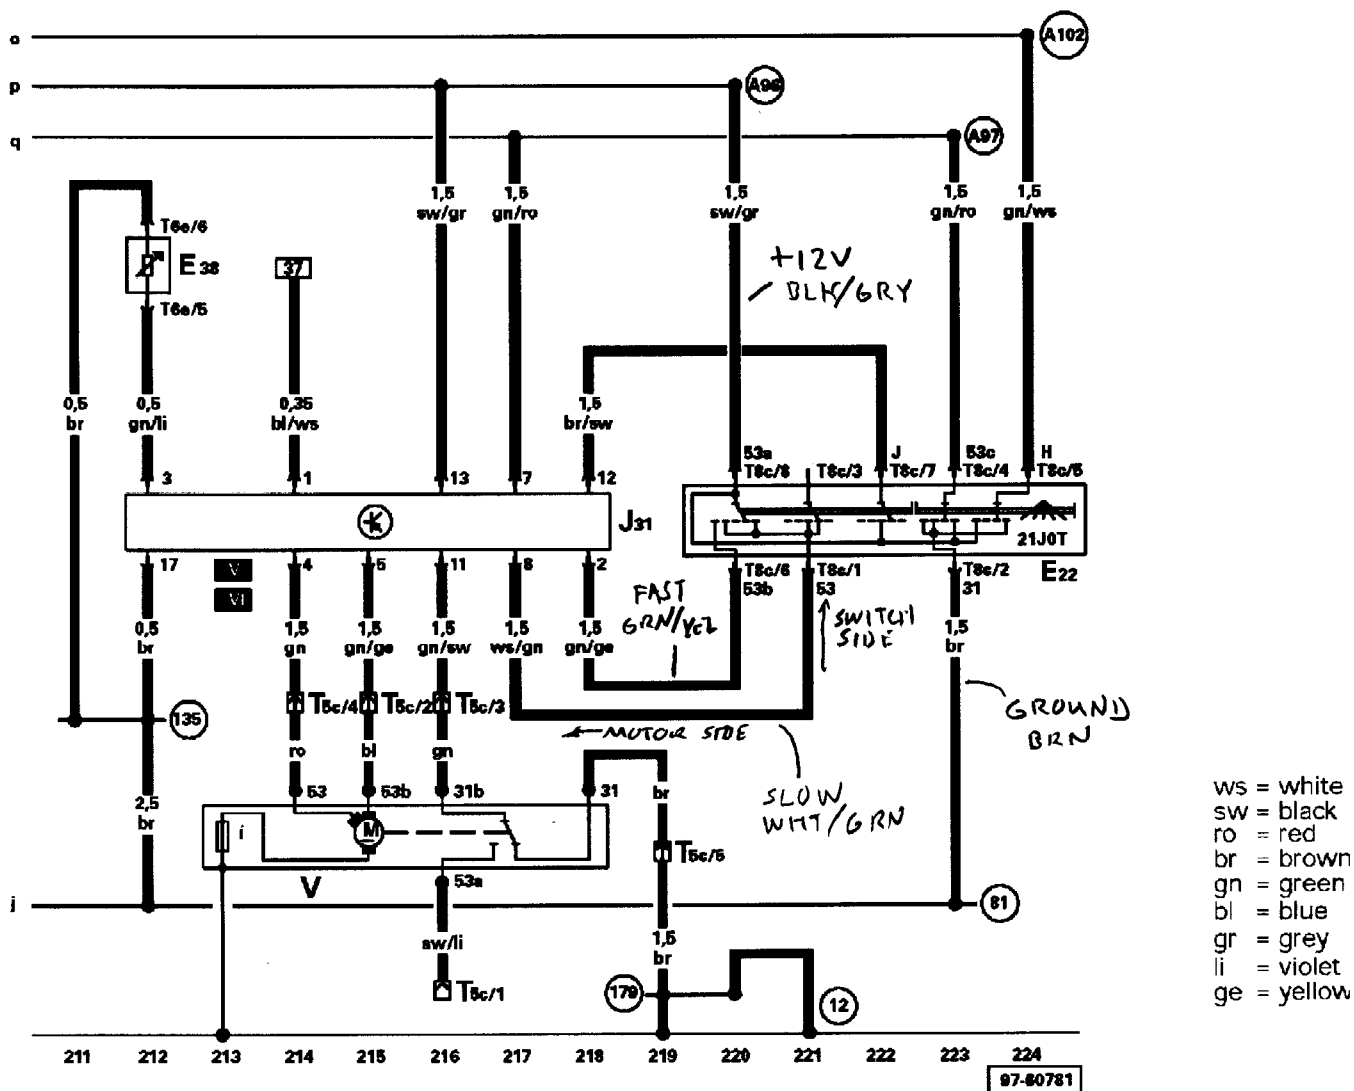 o
A102
p
A96
q
A97
1,5 sw/gr
1,5 gn/ro
1,5 sw/gr
1,5 gn/ro
1,5 gn/ws
T6e/6
E38
37
T6e/5
+12V
BLK/GRY
0,5 br
0,5 gn/li
0,35 bl/ws
1,5 br/sw
53a J 53c H
T8c/8 T8c/3 T8c/7 T8c/4 T8c/5
3 1 13 7 12
J31
21J0T
E22
17 4 5 11 8 2
V
VI
T8c/6 T8c/1 T8c/2
53b 53 31
FAST
GRN/YEL
SWITCH
SIDE
0,5 br
1,5 gn
1,5 gn/ge
1,5 gn/sw
1,5 ws/gn
1,5 gn/ge
1,5 br
T5c/4 T5c/2 T5c/3
135
MOTOR SIDE
GROUND
BRN
ro bl gn br
53 53b 31b 31
SLOW
WHT/GRN
2,5 br
i
M
T5c/5
V
53a
j
81
sw/li
1,5 br
T5c/1
179
12
211 212 213 214 215 216 217 218 219 220 221 222 223 224
97-60781
ws = white
sw = black
ro = red
br = brown
gn = green
bl = blue
gr = grey
li = violet
ge = yellow